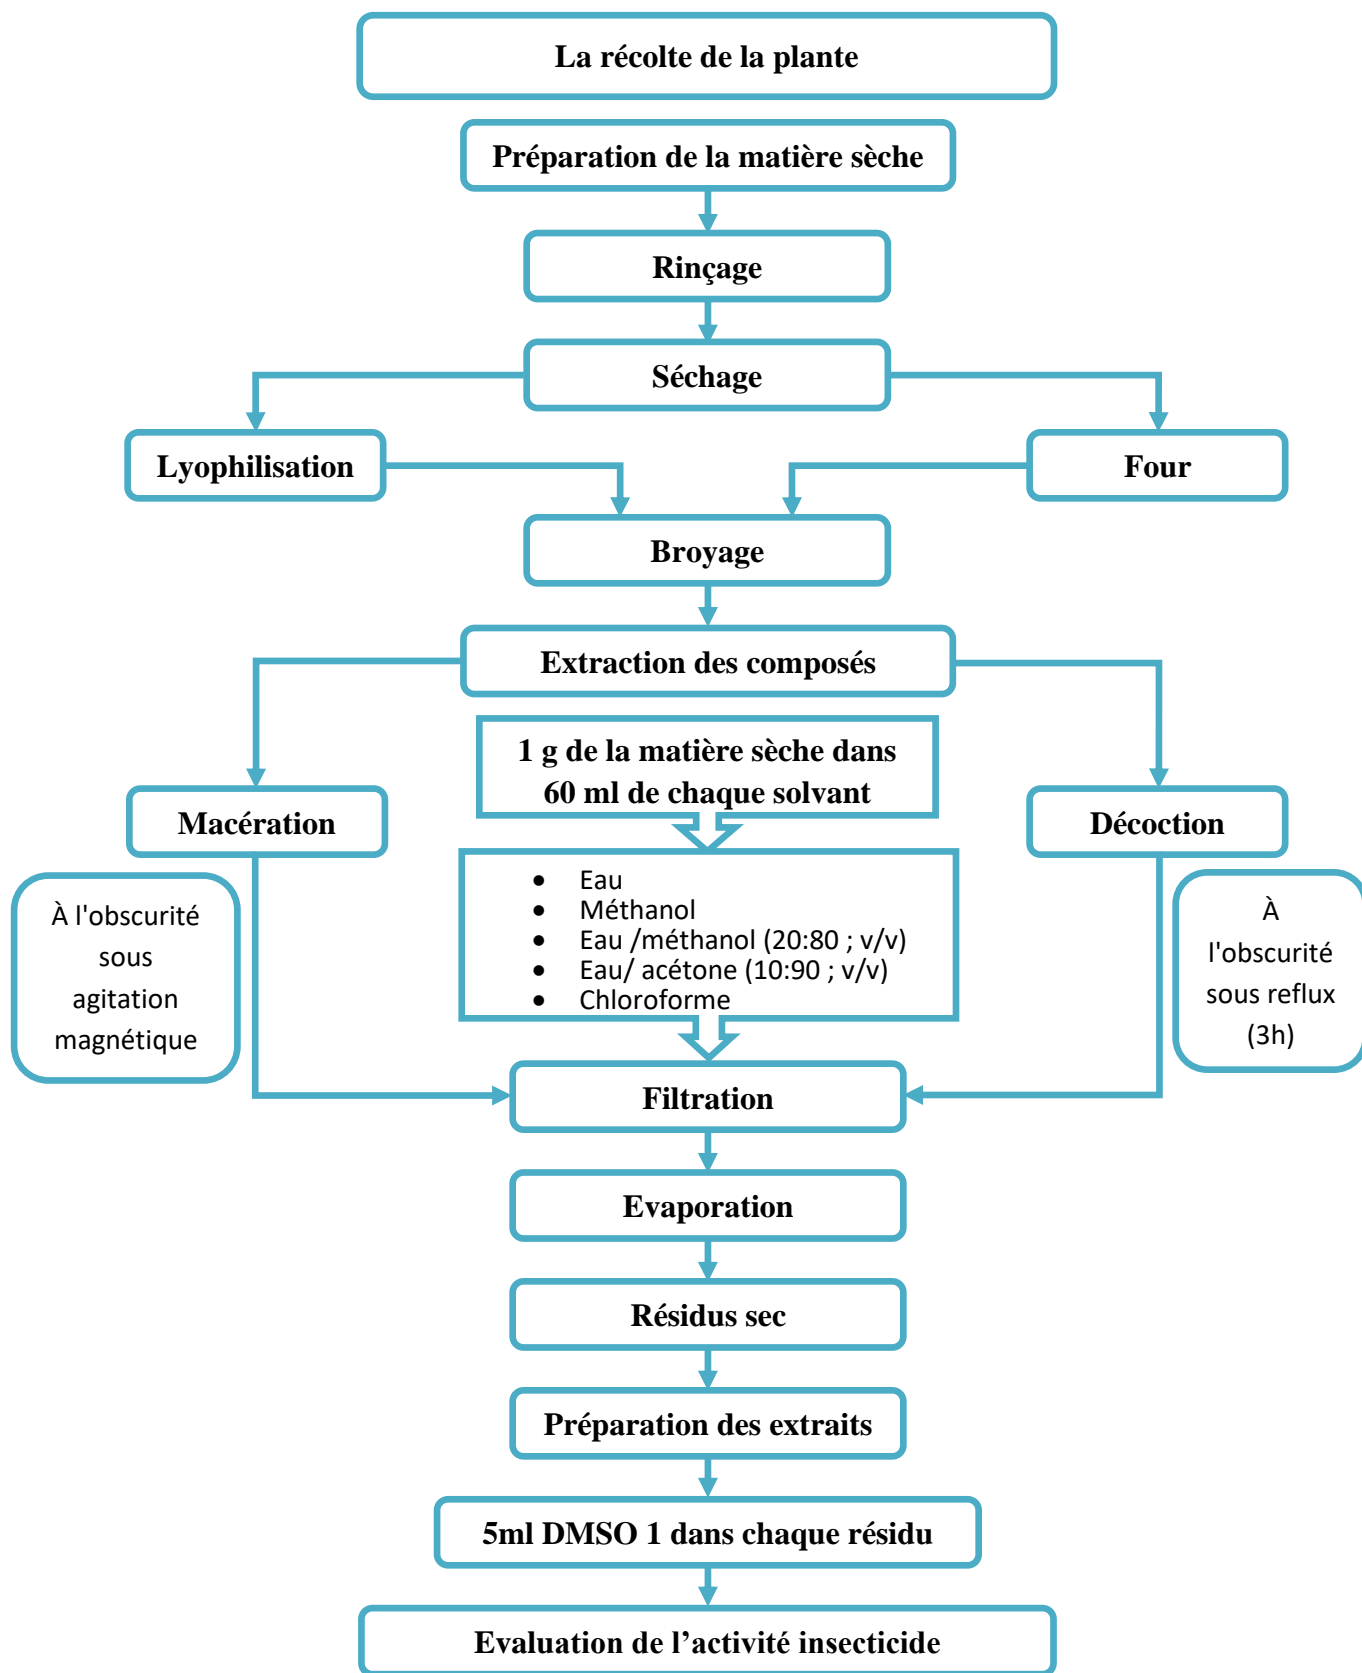 La récolte de la plante
Préparation de la matière sèche
Rinçage
Séchage
Lyophilisation
Four
Broyage
Extraction des composés
1 g de la matière sèche dans
60 ml de chaque solvant
Macération
Décoction
À l'obscurité
sous
agitation
magnétique
• Eau
• Méthanol
• Eau /méthanol (20:80 ; v/v)
• Eau/ acétone (10:90 ; v/v)
• Chloroforme
À
l'obscurité
sous reflux
(3h)
Filtration
Evaporation
Résidus sec
Préparation des extraits
5ml DMSO 1 dans chaque résidu
Evaluation de l’activité insecticide